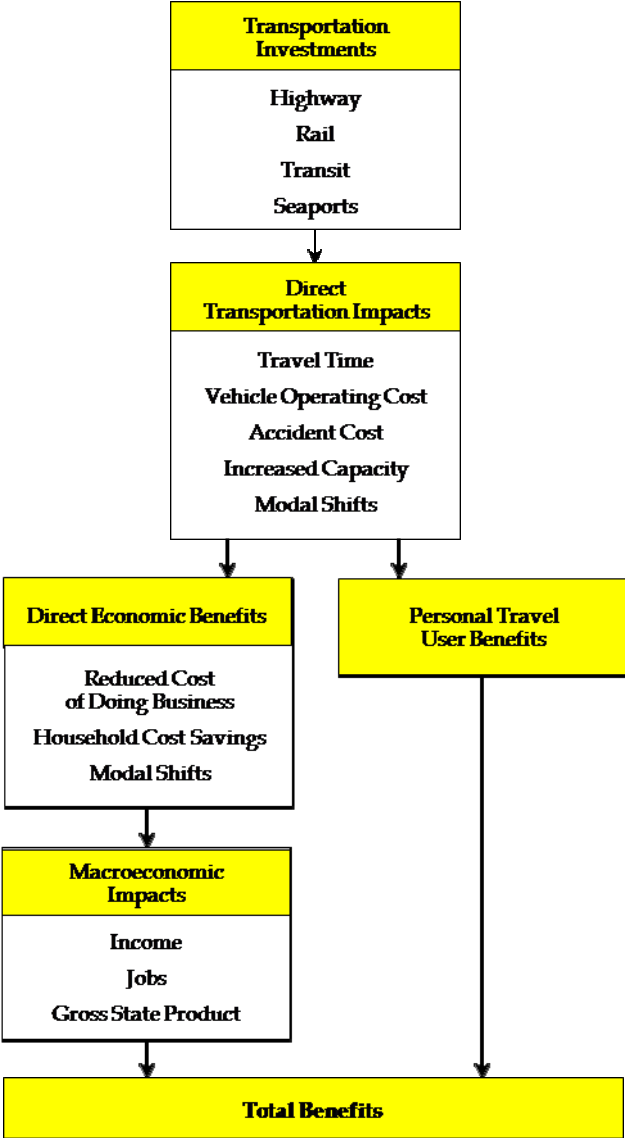 Transportation
Investments
Highway
Rail
Transit
Seaports
Direct
Transportation Impacts
Travel Time
Vehicle Operating Cost
Accident Cost
Increased Capacity
Modal Shifts
Direct Economic Benefits
Reduced Cost
of Doing Business
Household Cost Savings
Modal Shifts
Personal Travel
User Benefits
Macroeconomic
Impacts
Income
Jobs
Gross State Product
Total Benefits